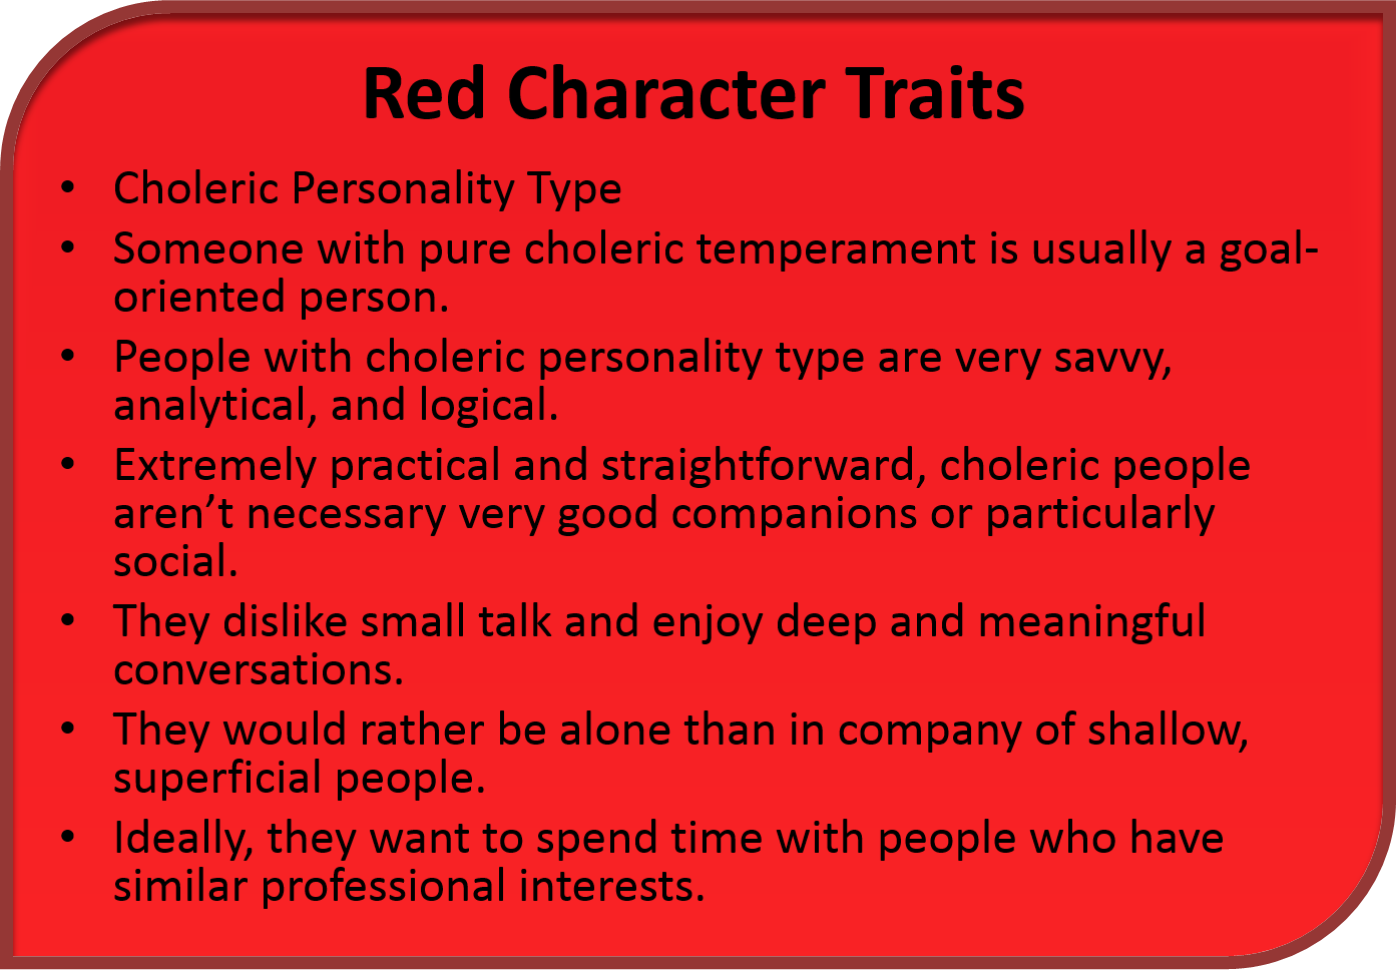 Red Character Traits
• Choleric Personality Type
• Someone with pure choleric temperament is usually a goal-
oriented person.
• People with choleric personality type are very savvy,
analytical, and logical.
• Extremely practical and straightforward, choleric people
aren’t necessary very good companions or particularly
social.
• They dislike small talk and enjoy deep and meaningful
conversations.
• They would rather be alone than in company of shallow,
superficial people.
• Ideally, they want to spend time with people who have
similar professional interests.